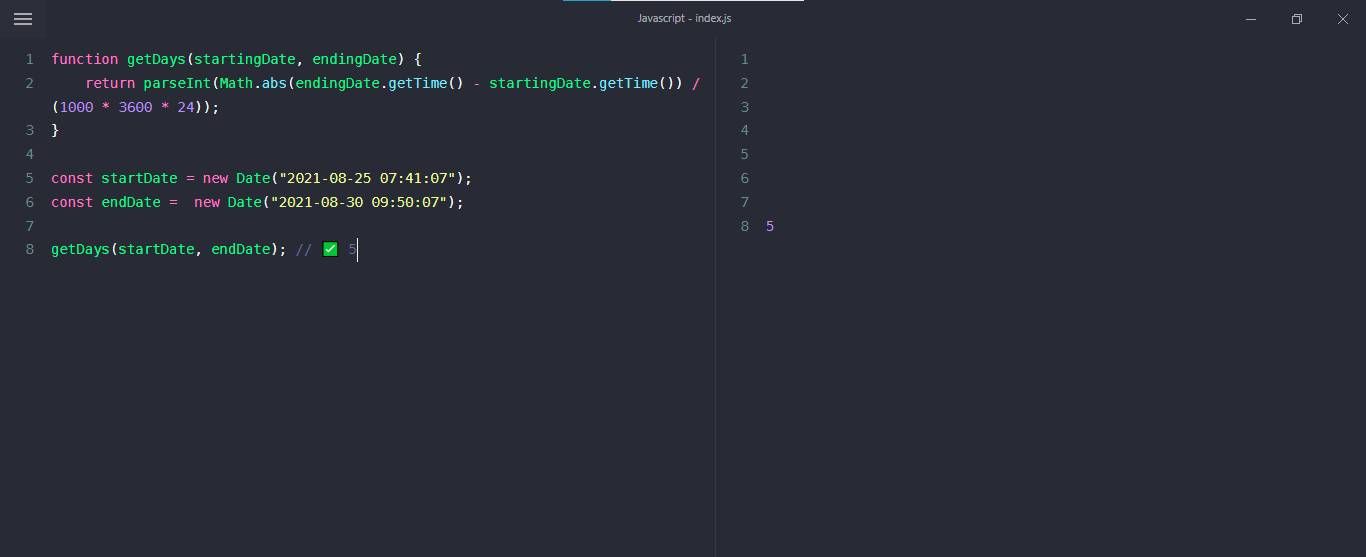 Javascript - index.js
1 function getDays(startingDate, endingDate) {
2     return parseInt(Math.abs(endingDate.getTime() - startingDate.getTime()) /
(1000 * 3600 * 24));
3 }
4
5 const startDate = new Date("2021-08-25 07:41:07");
6 const endDate =  new Date("2021-08-30 09:50:07");
7
8 getDays(startDate, endDate); // ✅ 5
1
2
3
4
5
6
7
8 5